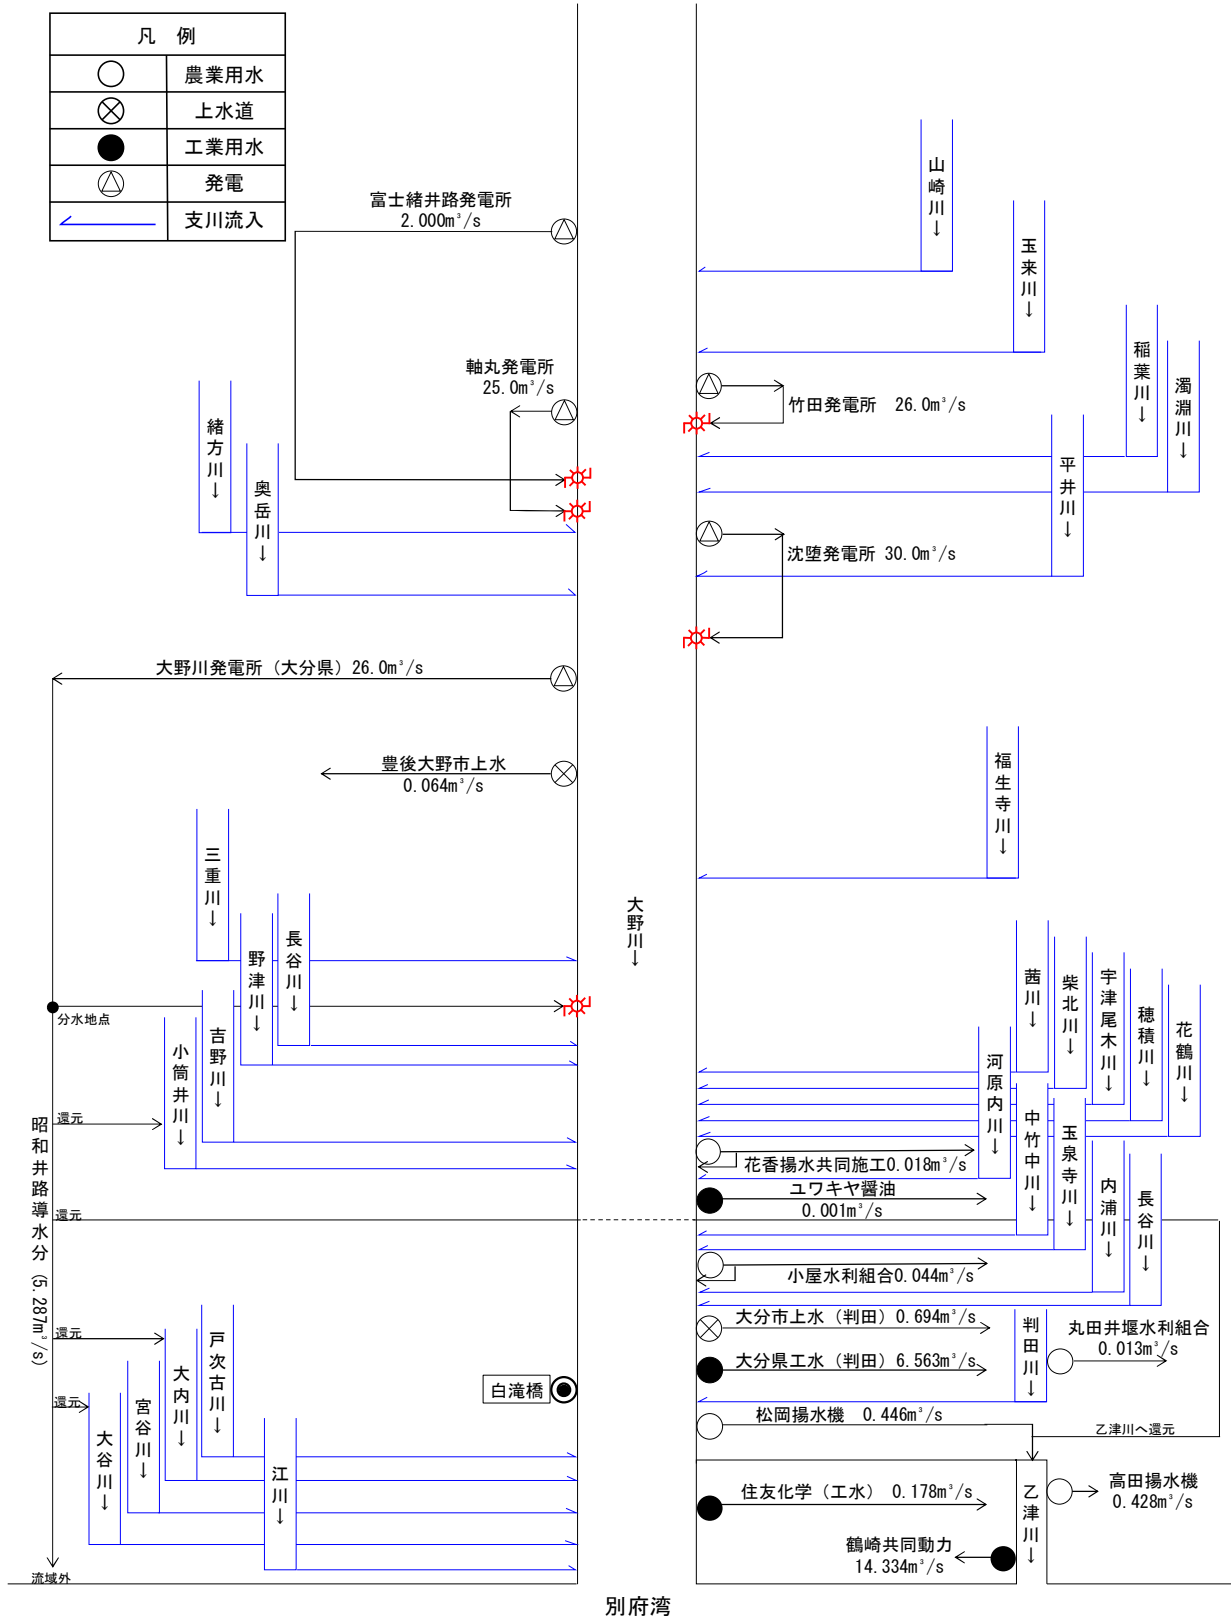 凡 例
農業用水
上水道
工業用水
発電
支川流入
富士緒井路発電所
2.000m³/s
山崎川→
玉来川→
軸丸発電所
25.0m³/s
竹田発電所 26.0m³/s
稲葉川→
濁淵川→
緒方川→
奥岳川→
平井川→
沈堕発電所 30.0m³/s
大野川発電所（大分県）26.0m³/s
豊後大野市上水
0.064m³/s
福生寺川→
三重川→
大野川→
野津川→
長谷川→
分水地点
吉野川→
小筒井川→
茜川→
柴北川→
宇津尾木川→
穂積川→
花鶴川→
河原内川→
中竹中川→
玉泉寺川→
内浦川→
長谷川→
還元
花香揚水共同施工0.018m³/s
ユワキヤ醤油
0.001m³/s
昭和井路導水分（5.287m³/s）
還元
小屋水利組合0.044m³/s
大分市上水（判田）0.694m³/s
判田川→
丸田井堰水利組合
0.013m³/s
還元
大分県工水（判田）6.563m³/s
戸次古川→
大内川→
宮谷川→
大谷川→
還元
白滝橋
松岡揚水機 0.446m³/s
乙津川へ還元
江川→
住友化学（工水）0.178m³/s
乙津川→
高田揚水機
0.428m³/s
鶴崎共同動力
14.334m³/s
流域外
別府湾